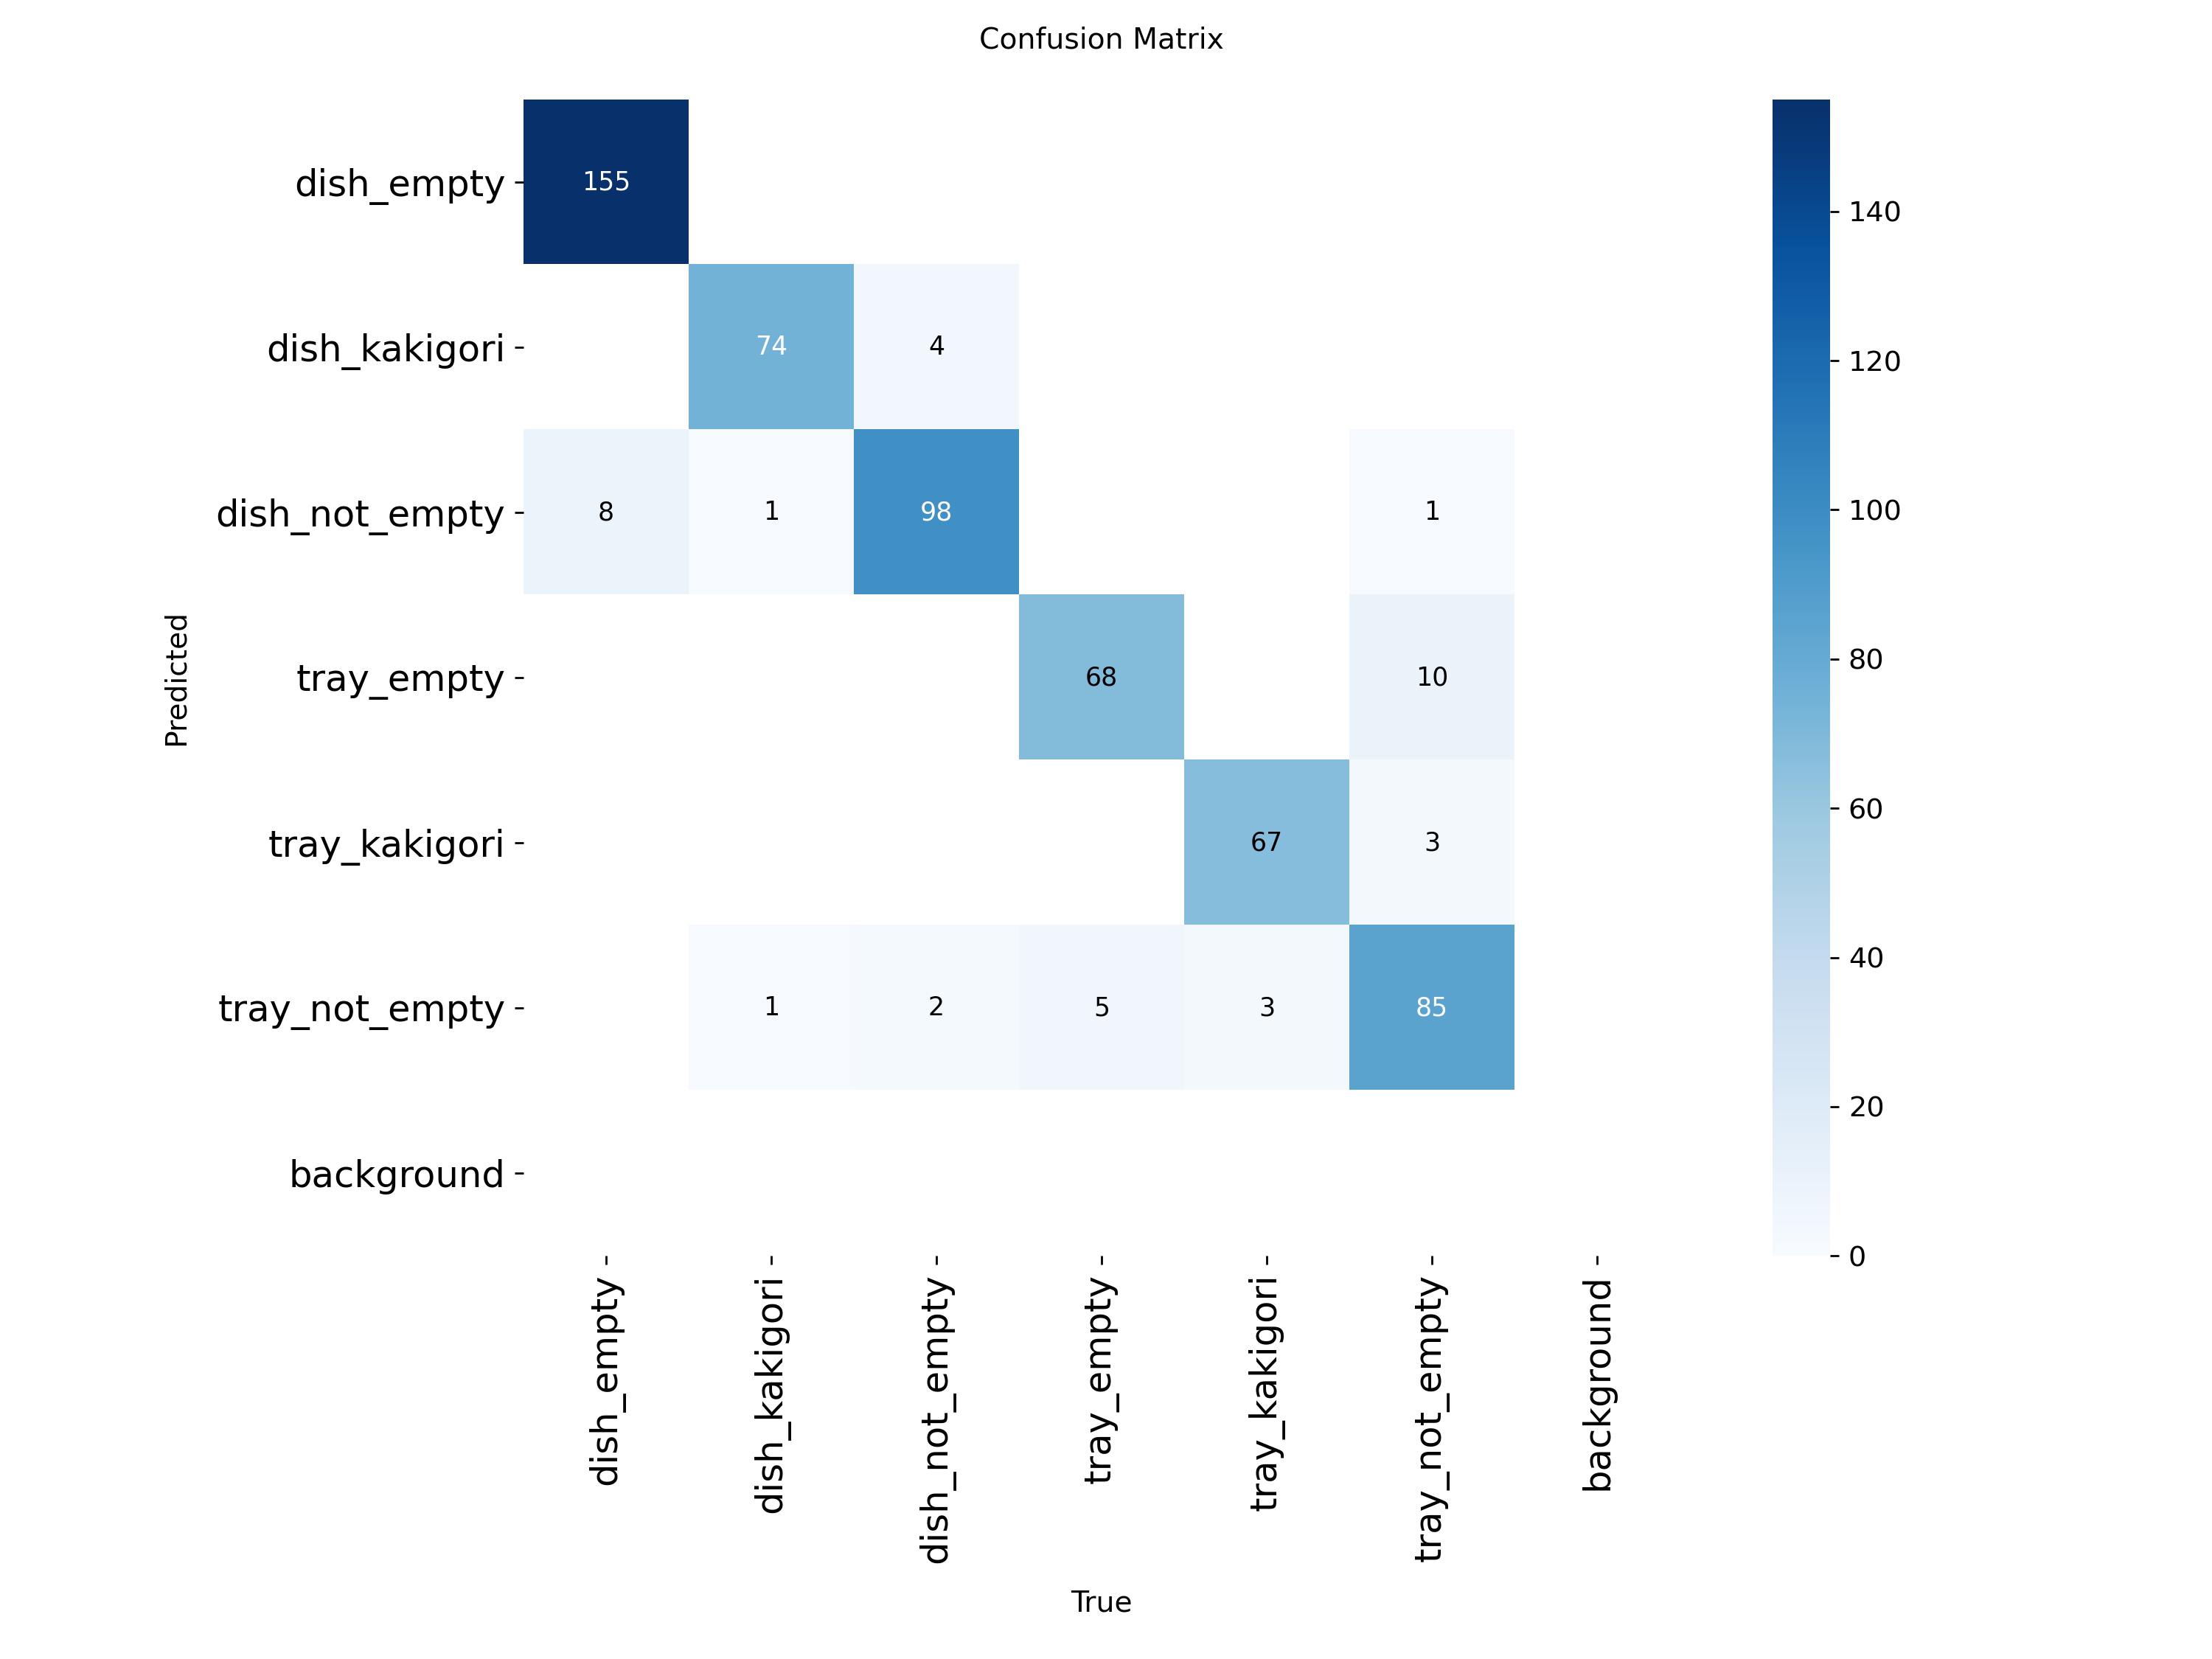 Confusion Matrix
dish_empty
155
140
dish_kakigori
74 4
120
dish_not_empty
8 1 98 1
100
Predicted
tray_empty
68 10
80
tray_kakigori
67 3
60
tray_not_empty
1 2 5 3 85
40
20
background
0
dish_empty
dish_kakigori
dish_not_empty
tray_empty
tray_kakigori
tray_not_empty
background
True